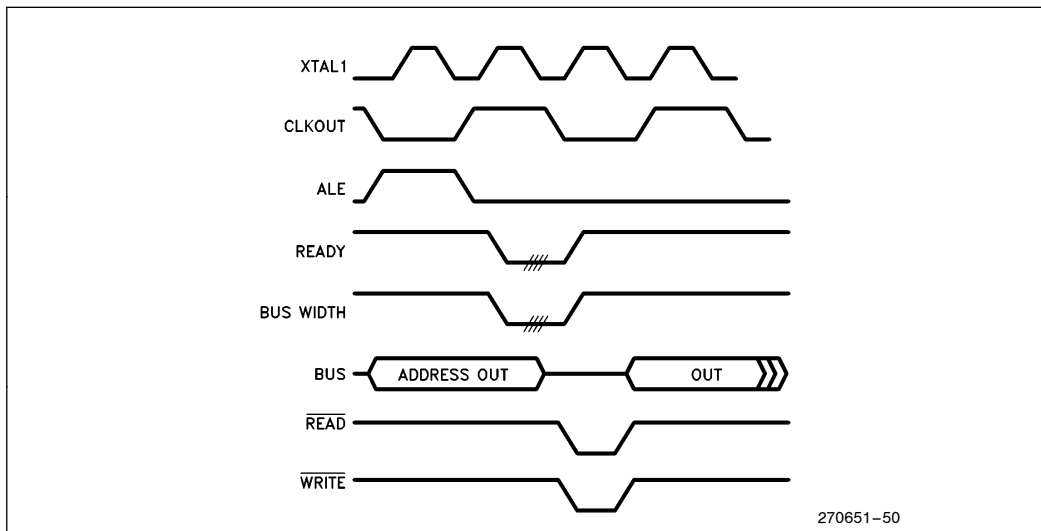 XTAL1
CLKOUT
ALE
READY
BUS WIDTH
BUS ADDRESS OUT OUT
READ
WRITE
270651-50